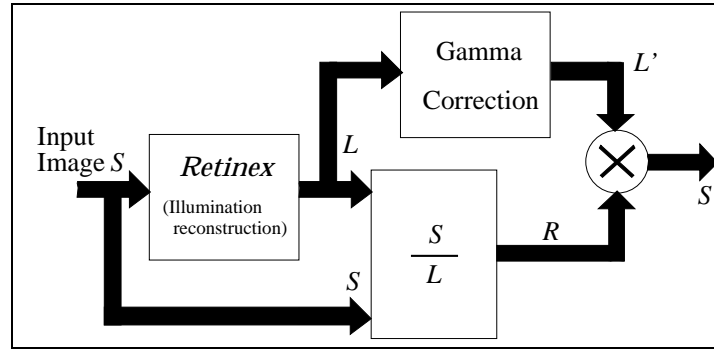 Gamma
Correction
L'
Input
Image S
Retinex
(Illumination
reconstruction)
L
S
L
S
R
S
S